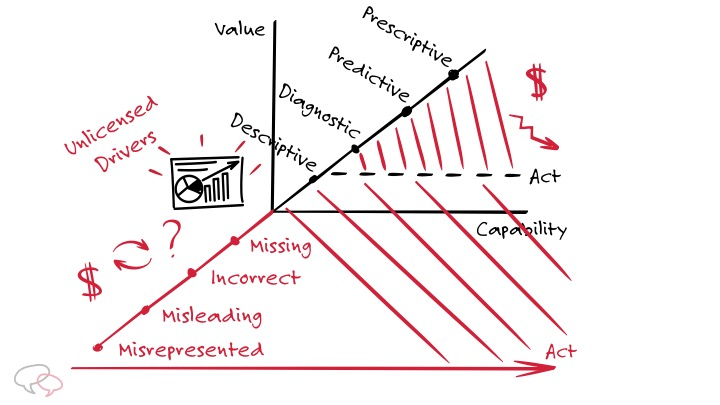 Value
Prescriptive
Predictive
Diagnostic
Descriptive
$
Unlicensed
Drivers
Act
Capability
Missing
?
$
Incorrect
Misleading
Misrepresented
Act